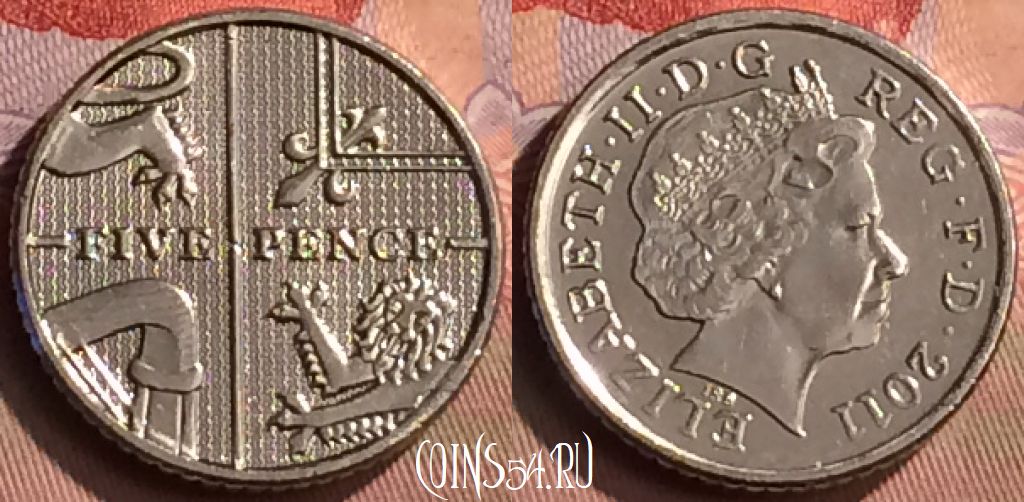 FIVE PENCE
ELIZABETH·II·D·G REG·F·D·2011
IRB
COINS54.RU